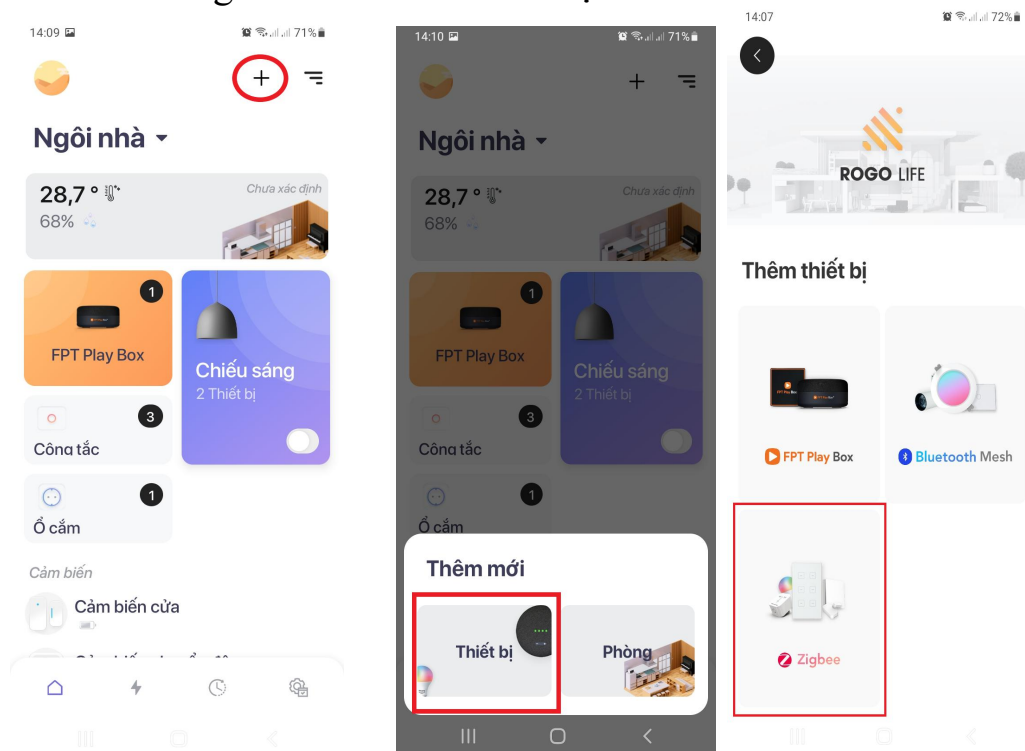 14:09
71%
Ngôi nhà
28,7 °
Chưa xác định
68%
1
FPT Play Box
Chiếu sáng
2 Thiết bị
3
Công tắc
1
Ổ cắm
Cảm biến
Cảm biến cửa
14:10
71%
Ngôi nhà
28,7 °
Chưa xác định
68%
1
FPT Play Box
Chiếu sáng
2 Thiết bị
3
Công tắc
1
Ổ cắm
Thêm mới
Thiết bị
Phòng
14:07
72%
ROGO LIFE
Thêm thiết bị
FPT Play Box
Bluetooth Mesh
Zigbee